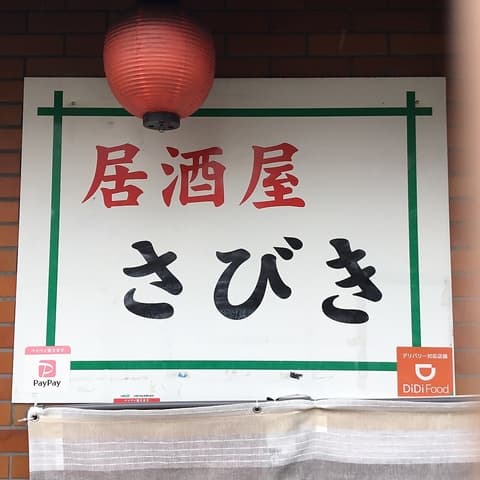 居酒屋
さびき
PayPay
デリバリー対応店舗
DiDi Food